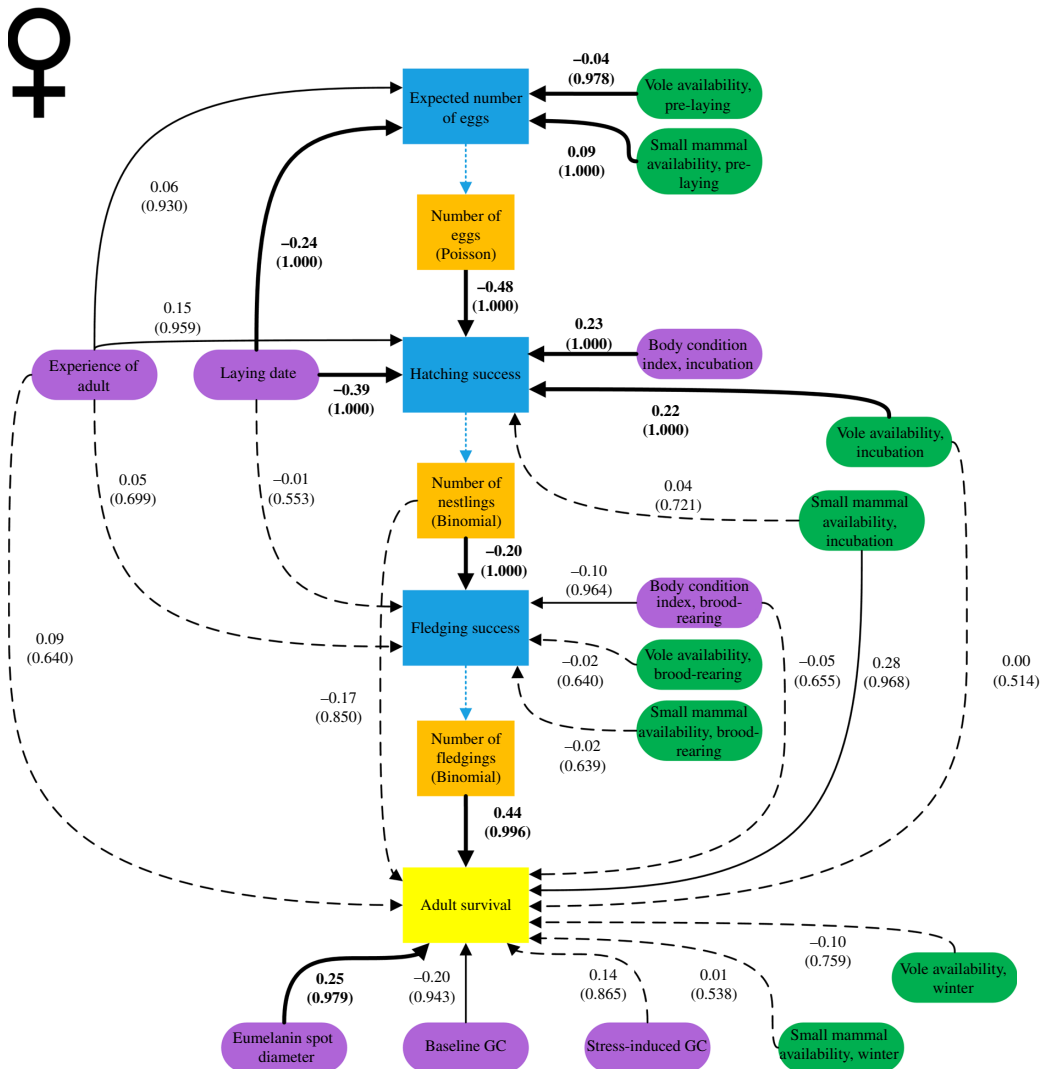 –0.04
(0.978)
Expected number
of eggs
Vole availability,
pre-laying
0.09
(1.000)
Small mammal
availability, pre-
laying
0.06
(0.930)
–0.24
(1.000)
Number of
eggs
(Poisson)
–0.48
(1.000)
0.15
(0.959)
0.23
(1.000)
Experience of
adult
Laying date
–0.39
(1.000)
Hatching success
Body condition
index, incubation
0.22
(1.000)
Vole availability,
incubation
0.05
(0.699)
–0.01
(0.553)
Number of
nestlings
(Binomial)
0.04
(0.721)
Small mammal
availability,
incubation
–0.20
(1.000)
–0.10
(0.964)
Fledging success
Body condition
index, brood-
rearing
0.09
(0.640)
–0.02
(0.640)
Vole availability,
brood-rearing
–0.05
(0.655)
0.28
(0.968)
0.00
(0.514)
–0.17
(0.850)
Number of
fledgings
(Binomial)
–0.02
(0.639)
Small mammal
availability, brood-
rearing
0.44
(0.996)
Adult survival
–0.10
(0.759)
0.25
(0.979)
–0.20
(0.943)
0.14
(0.865)
0.01
(0.538)
Vole availability,
winter
Eumelanin spot
diameter
Baseline GC
Stress-induced GC
Small mammal
availability, winter